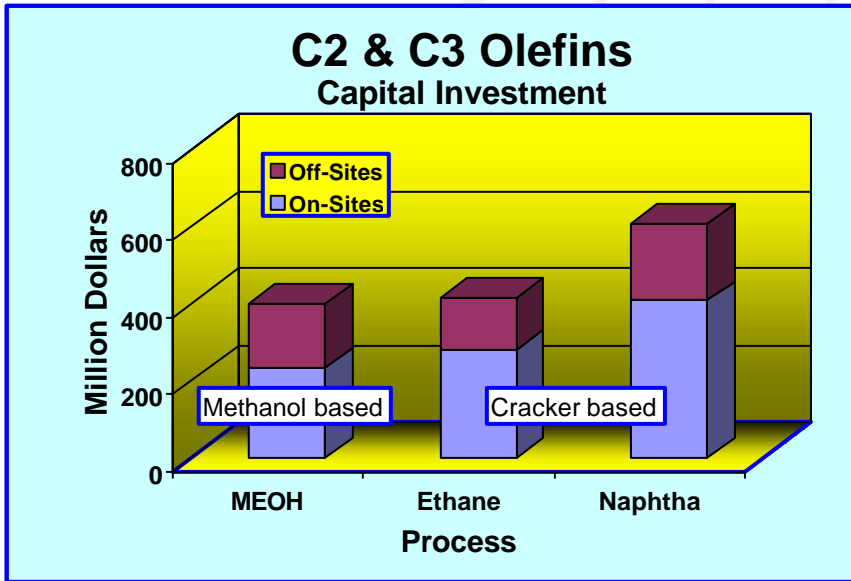 C2 & C3 Olefins
Capital Investment
800
600
400
200
0
Million Dollars
Off-Sites
On-Sites
Methanol based
Cracker based
MEOH
Ethane
Naphtha
Process